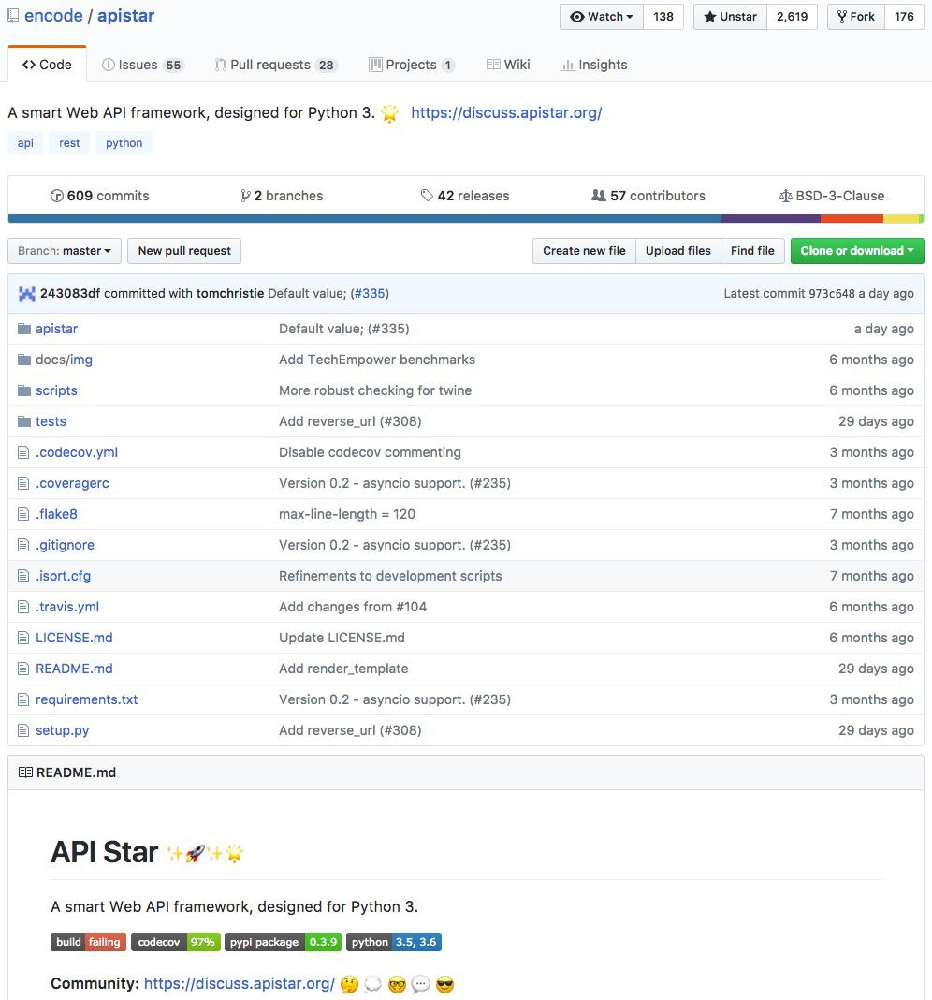 encode / apistar Watch 138 Unstar 2,619 Fork 176
Code Issues 55 Pull requests 28 Projects 1 Wiki Insights
A smart Web API framework, designed for Python 3. 🌟 https://discuss.apistar.org/
api rest python
609 commits 2 branches 42 releases 57 contributors BSD-3-Clause
Branch: master New pull request Create new file Upload files Find file Clone or download
243083df committed with tomchristie Default value; (#335) Latest commit 973c648 a day ago
apistar Default value; (#335) a day ago
docs/img Add TechEmpower benchmarks 6 months ago
scripts More robust checking for twine 6 months ago
tests Add reverse_url (#308) 29 days ago
.codecov.yml Disable codecov commenting 3 months ago
.coveragerc Version 0.2 - asyncio support. (#235) 3 months ago
.flake8 max-line-length = 120 7 months ago
.gitignore Version 0.2 - asyncio support. (#235) 3 months ago
.isort.cfg Refinements to development scripts 7 months ago
.travis.yml Add changes from #104 6 months ago
LICENSE.md Update LICENSE.md 6 months ago
README.md Add render_template 29 days ago
requirements.txt Version 0.2 - asyncio support. (#235) 3 months ago
setup.py Add reverse_url (#308) 29 days ago
README.md
API Star ✨🚀✨🌟
A smart Web API framework, designed for Python 3.
build failing codecov 97% pypi package 0.3.9 python 3.5, 3.6
Community: https://discuss.apistar.org/ 🤔 💭 🤓 💬 😎